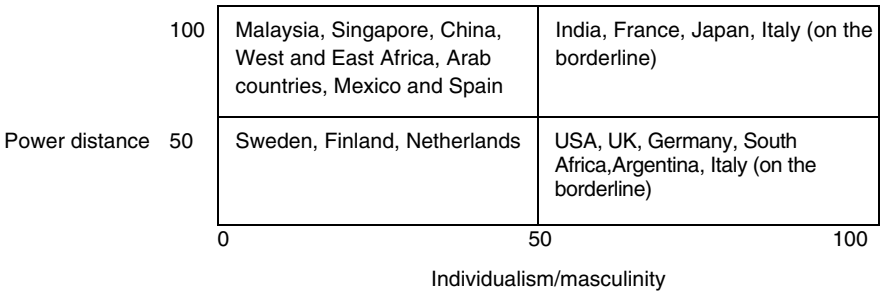 100
Malaysia, Singapore, China,
West and East Africa, Arab
countries, Mexico and Spain
India, France, Japan, Italy (on the
borderline)
Power distance 50
Sweden, Finland, Netherlands
USA, UK, Germany, South
Africa,Argentina, Italy (on the
borderline)
0 50 100
Individualism/masculinity